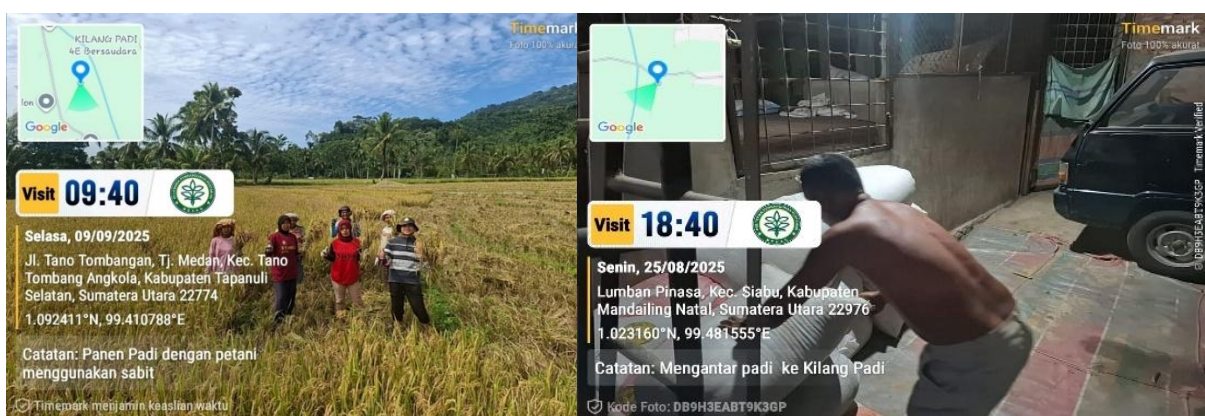 KILANG PADI
4E Bersaudara
Google
Timemark
Foto 100% akurat
Visit 09:40
Selasa, 09/09/2025
Jl. Tano Tombangan, Tj. Medan, Kec. Tano
Tombang Angkola, Kabupaten Tapanuli
Selatan, Sumatera Utara 22774
1.092411°N, 99.410788°E
Catatan: Panen Padi dengan petani
menggunakan sabit
Timemark menjamin keaslian waktu
Google
Timemark
Foto 100% akurat
Visit 18:40
Senin, 25/08/2025
Lumban Pinasa, Kec. Siabu, Kabupaten
Mandailing Natal, Sumatera Utara 22976
1.023160°N, 99.481555°E
Catatan: Mengantar padi ke Kilang Padi
Kode Foto: DB9H3EABT9K3GP
© DB9H3EABT9K3GP Timemark Verified